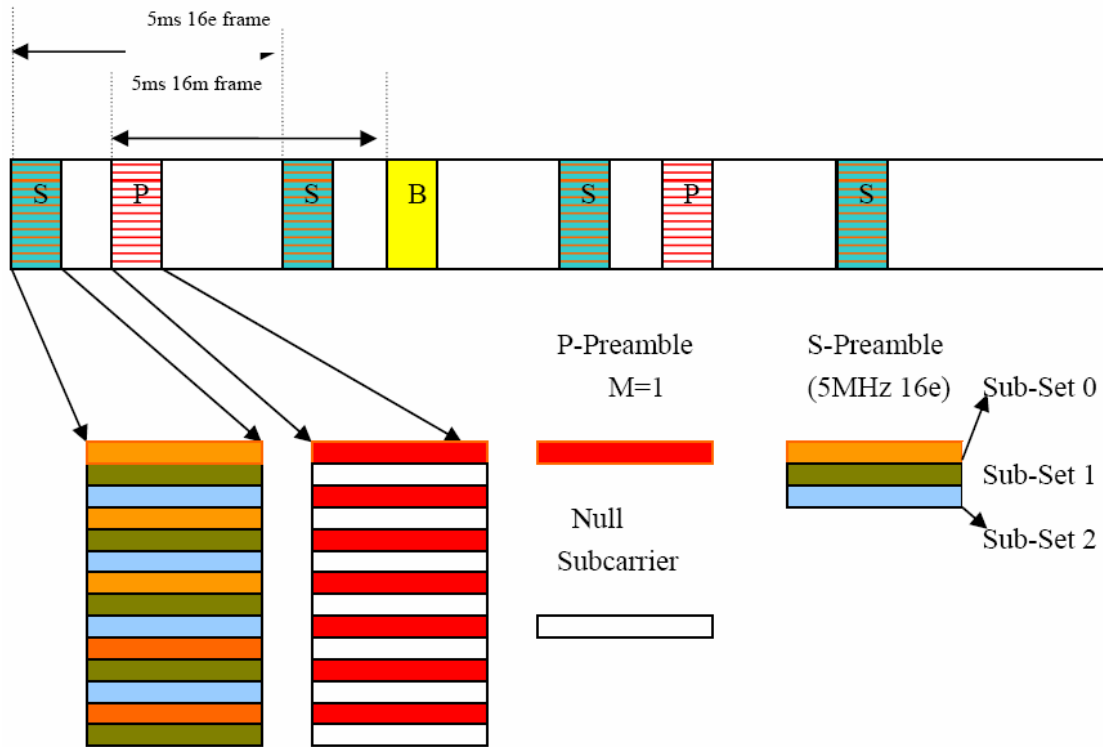 5ms 16e frame
5ms 16m frame
S
P
S
B
S
P
S
P-Preamble
M=1
S-Preamble
(5MHz 16e)
Sub-Set 0
Sub-Set 1
Sub-Set 2
Null
Subcarrier